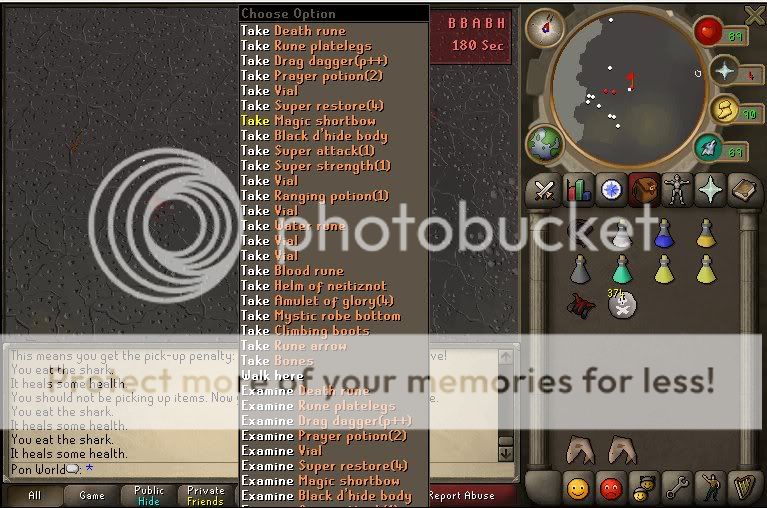 Choose Option
Take Death rune
Take Rune platelegs
Take Drag dagger(p++)
Take Prayer potion(2)
Take Vial
Take Super restore(4)
Take Magic shortbow
Take Black d'hide body
Take Super attack(1)
Take Super strength(1)
Take Vial
Take Ranging potion(1)
Take Vial
Take Water rune
Take Vial
Take Vial
Take Blood rune
Take Helm of neitiznot
Take Amulet of glory(4)
Take Mystic robe bottom
Take Climbing boots
Take Rune arrow
Take Bones
Walk here
Examine Death rune
Examine Rune platelegs
Examine Drag dagger(p++)
Examine Prayer potion(2)
Examine Vial
Examine Super restore(4)
Examine Magic shortbow
Examine Black d'hide body
B B A B H
180 Sec
89
4
90
69
374
photobucket
Protect more of your memories for less!
This means you get the pick-up penalty:
You eat the shark.
It heals some health.
You should not be picking up items. Now
You eat the shark.
It heals some health.
You eat the shark.
It heals some health.
Pon World: *
All
Game
Public
Hide
Private
Friends
Report Abuse